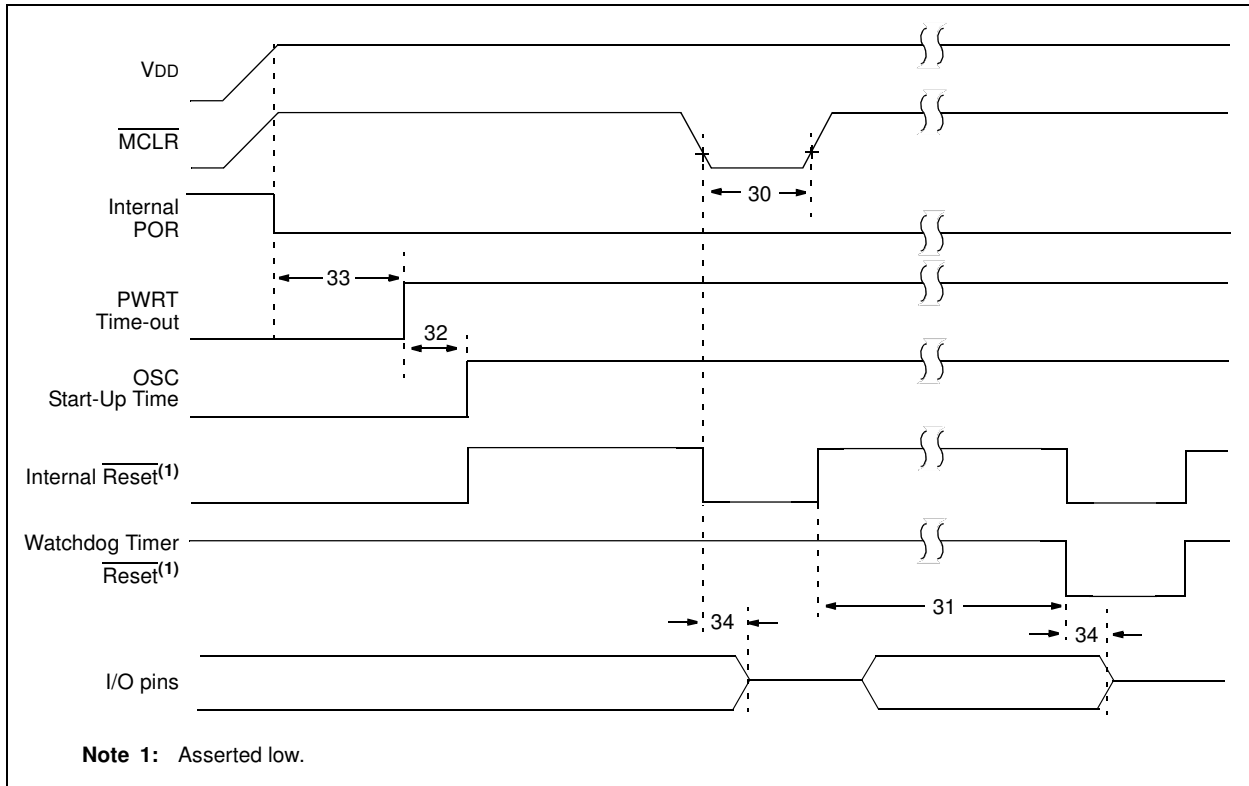 VDD
MCLR
30
Internal
POR
33
PWRT
Time-out
32
OSC
Start-Up Time
Internal Reset(1)
Watchdog Timer
Reset(1)
31
34
34
I/O pins
Note 1: Asserted low.